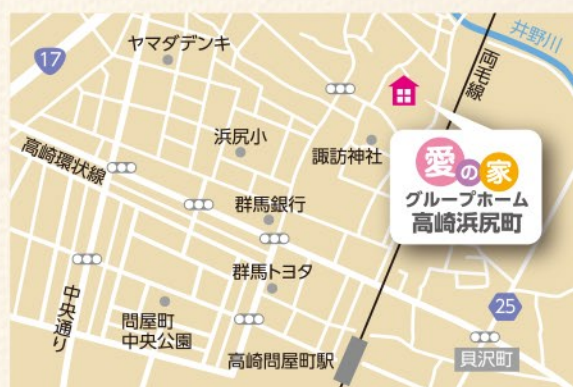 17
ヤマダデンキ
井野川
両毛線
浜尻小
諏訪神社
高崎環状線
愛の家
グループホーム
高崎浜尻町
群馬銀行
群馬トヨタ
中央通り
問屋町
中央公園
高崎問屋町駅
25
貝沢町